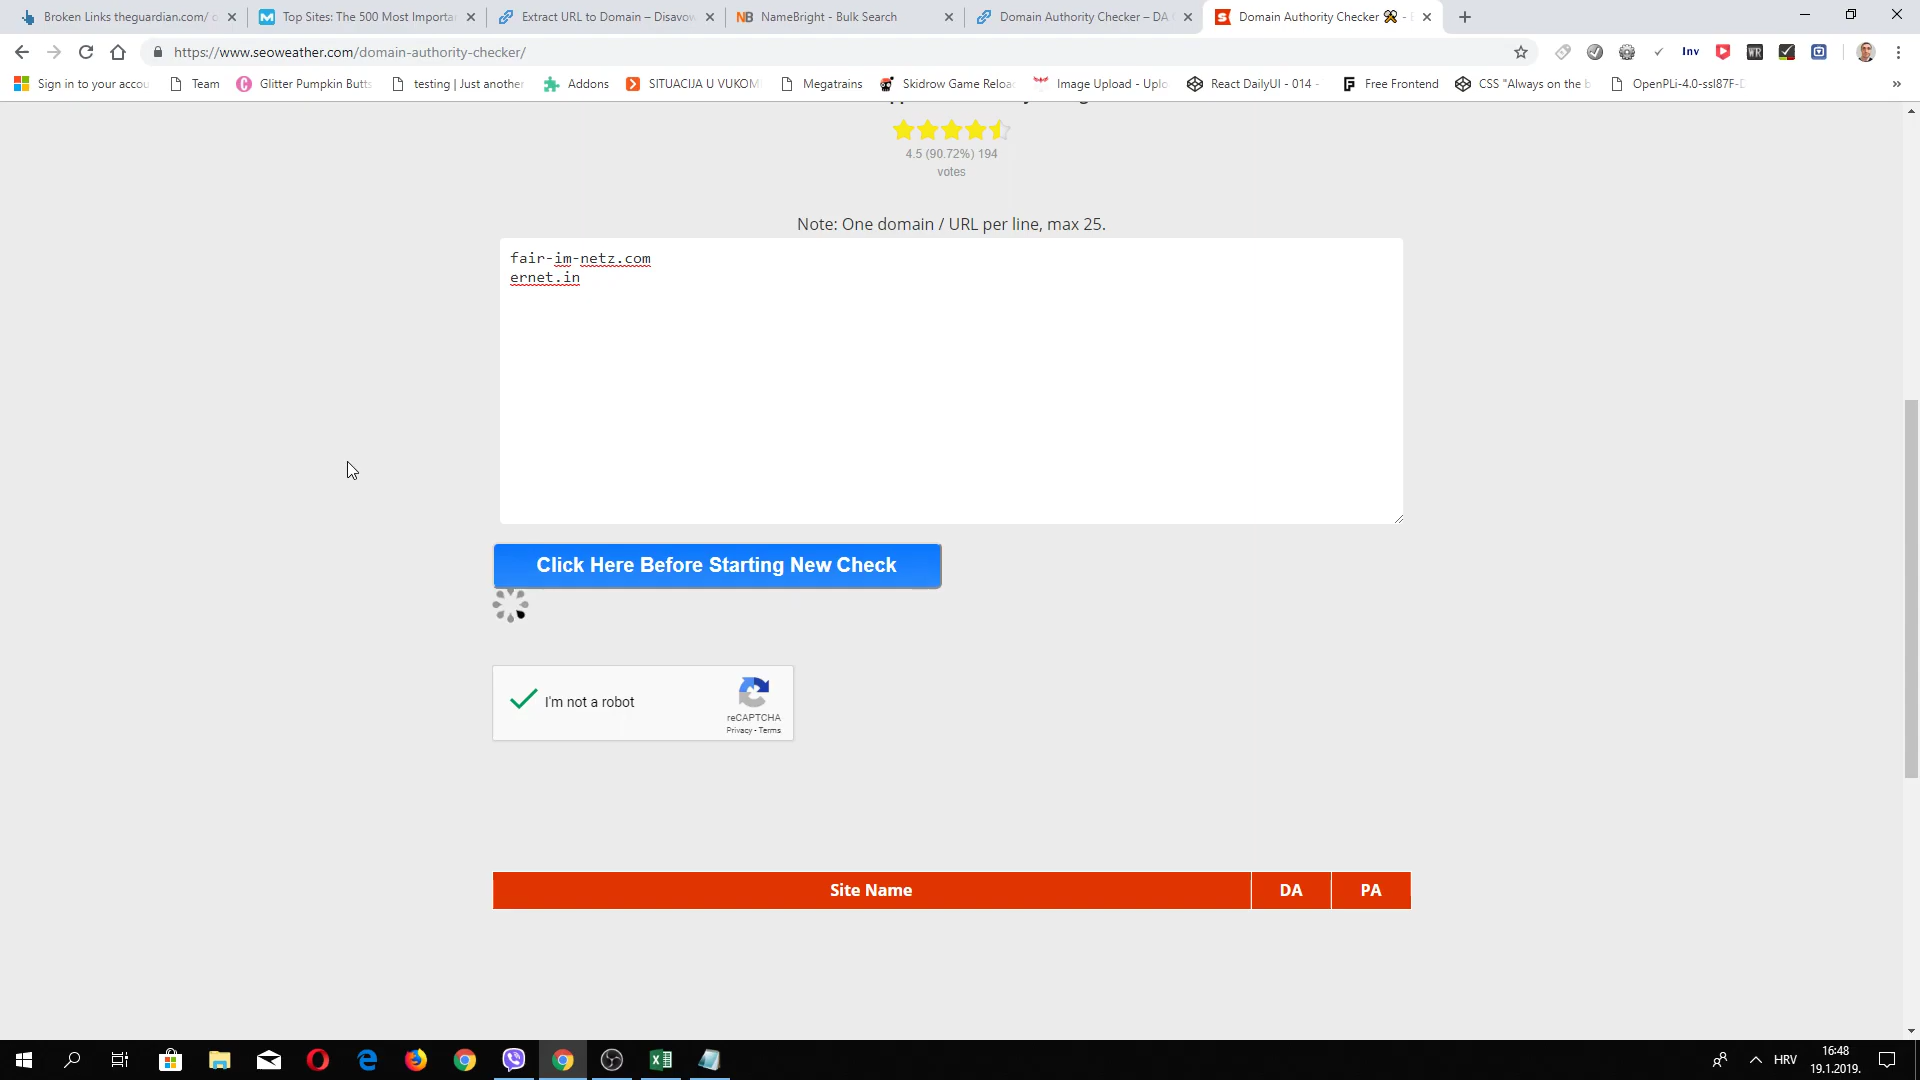 Broken Links theguardian.com/
Top Sites: The 500 Most Importa
Extract URL to Domain – Disavow
NameBright - Bulk Search
Domain Authority Checker – DA
Domain Authority Checker
https://www.seoweather.com/domain-authority-checker/
Inv
WR
Sign in to your accou
Team
Glitter Pumpkin Butts
testing | Just another
Addons
SITUACIJA U VUKOM
Megatrains
Skidrow Game Reloa
Image Upload - Uplo
React DailyUI - 014 -
Free Frontend
CSS "Always on the b
OpenPLi-4.0-ssl87F-D
»
4.5 (90.72%) 194
votes
Note: One domain / URL per line, max 25.
fair-im-netz.com
ernet.in
Click Here Before Starting New Check
I'm not a robot
reCAPTCHA
Privacy - Terms
Site Name
DA
PA
HRV
16:48
19.1.2019.